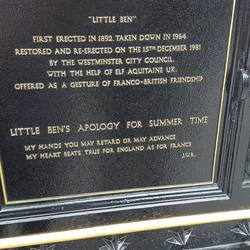 "LITTLE BEN"
FIRST ERECTED IN 1892. TAKEN DOWN IN 1964.
RESTORED AND RE-ERECTED ON THE 15TH DECEMBER 1981
BY THE WESTMINSTER CITY COUNCIL.
WITH THE HELP OF ELF AQUITAINE U.K.
OFFERED AS A GESTURE OF FRANCO-BRITISH FRIENDSHIP
LITTLE BEN'S APOLOGY FOR SUMMER TIME
MY HANDS YOU MAY RETARD OR MAY ADVANCE
MY HEART BEATS TRUE FOR ENGLAND AS FOR FRANCE
J.W.R.